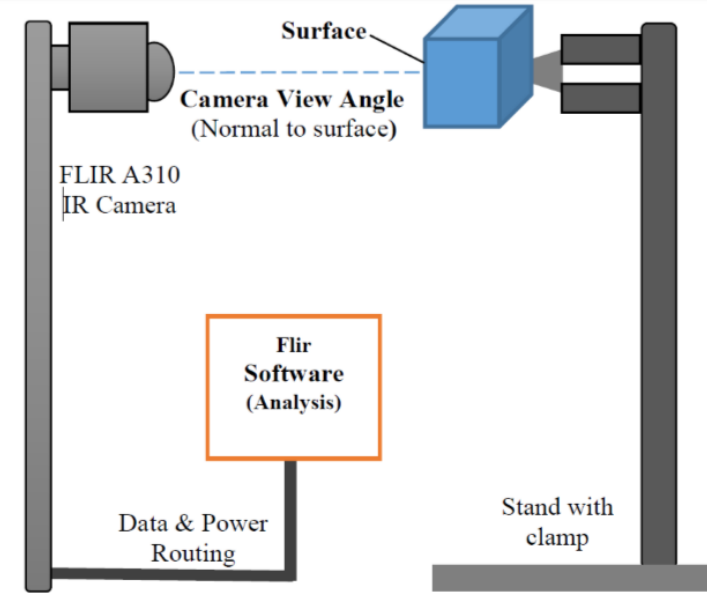 Surface
Camera View Angle
(Normal to surface)
FLIR A310
IR Camera
Flir
Software
(Analysis)
Data & Power
Routing
Stand with
clamp